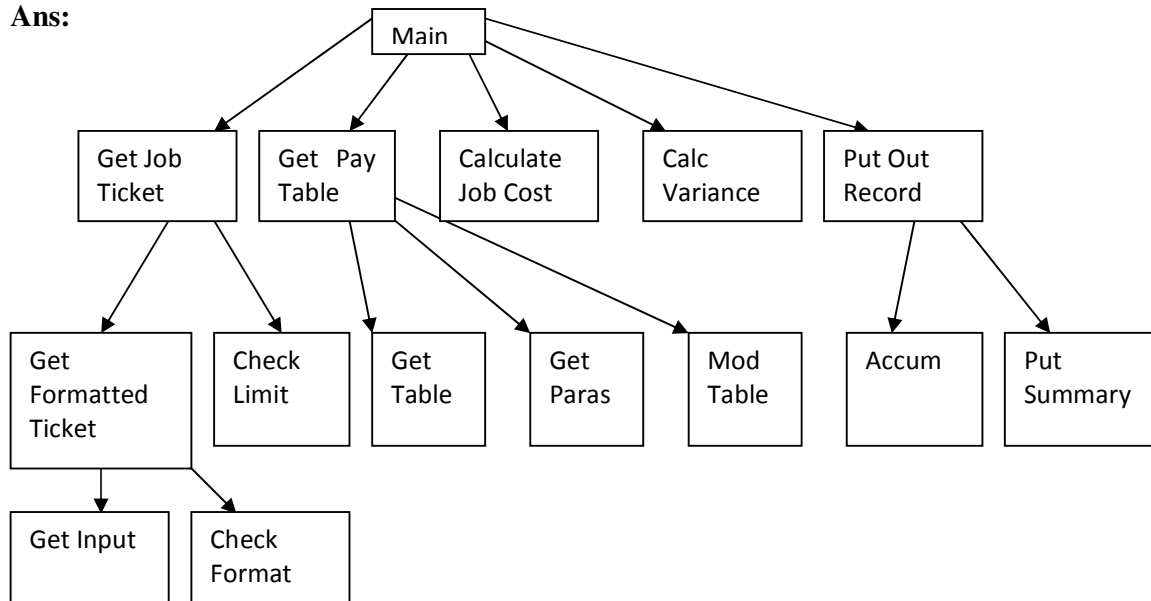 Ans:
Main
Get Job
Ticket
Get Pay
Table
Calculate
Job Cost
Calc
Variance
Put Out
Record
Get
Formatted
Ticket
Check
Limit
Get
Table
Get
Paras
Mod
Table
Accum
Put
Summary
Get Input
Check
Format